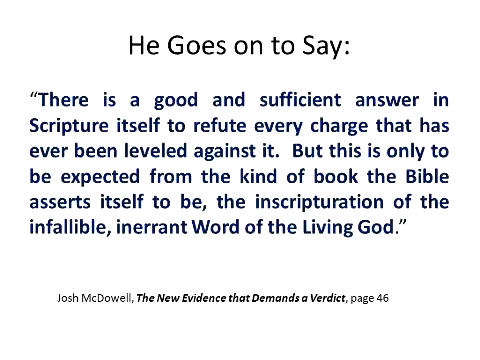 He Goes on to Say:
“There is a good and sufficient answer in
Scripture itself to refute every charge that has
ever been leveled against it.  But this is only to
be expected from the kind of book the Bible
asserts itself to be, the inscripturation of the
infallible, inerrant Word of the Living God.”
Josh McDowell, The New Evidence that Demands a Verdict, page 46